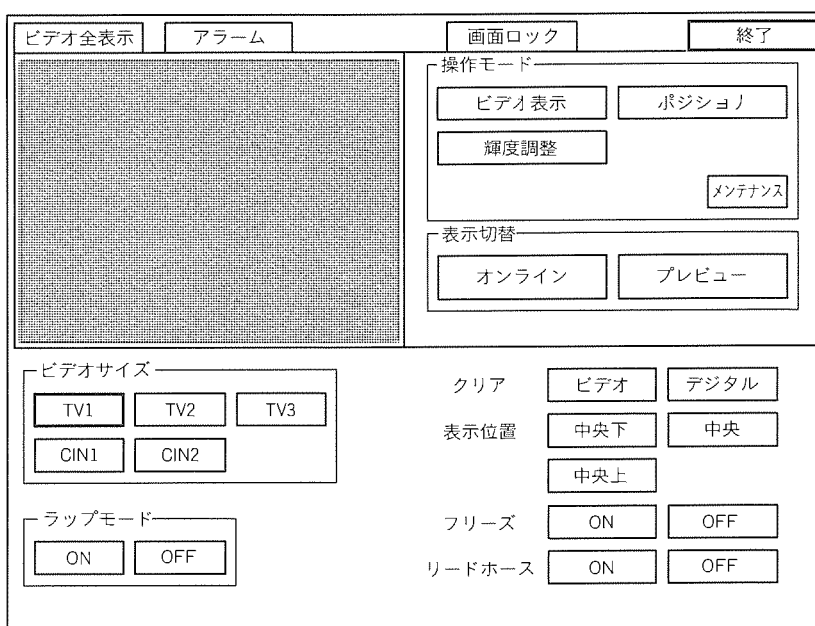 ビデオ全表示 アラーム 画面ロック 終了
操作モード
ビデオ表示 ポジション
輝度調整
メンテナンス
表示切替
オンライン プレビュー
ビデオサイズ
TV1 TV2 TV3
CIN1 CIN2
ラップモード
ON OFF
クリア ビデオ デジタル
表示位置 中央下 中央
中央上
フリーズ ON OFF
リードホース ON OFF